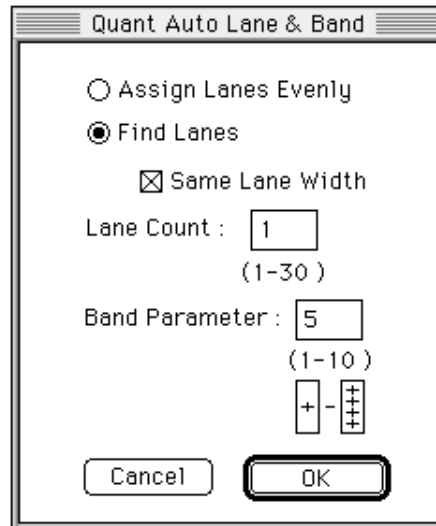 Quant Auto Lane & Band
Assign Lanes Evenly
Find Lanes
Same Lane Width
Lane Count : 1
(1-30 )
Band Parameter : 5
(1-10 )
+ - ++++
Cancel OK